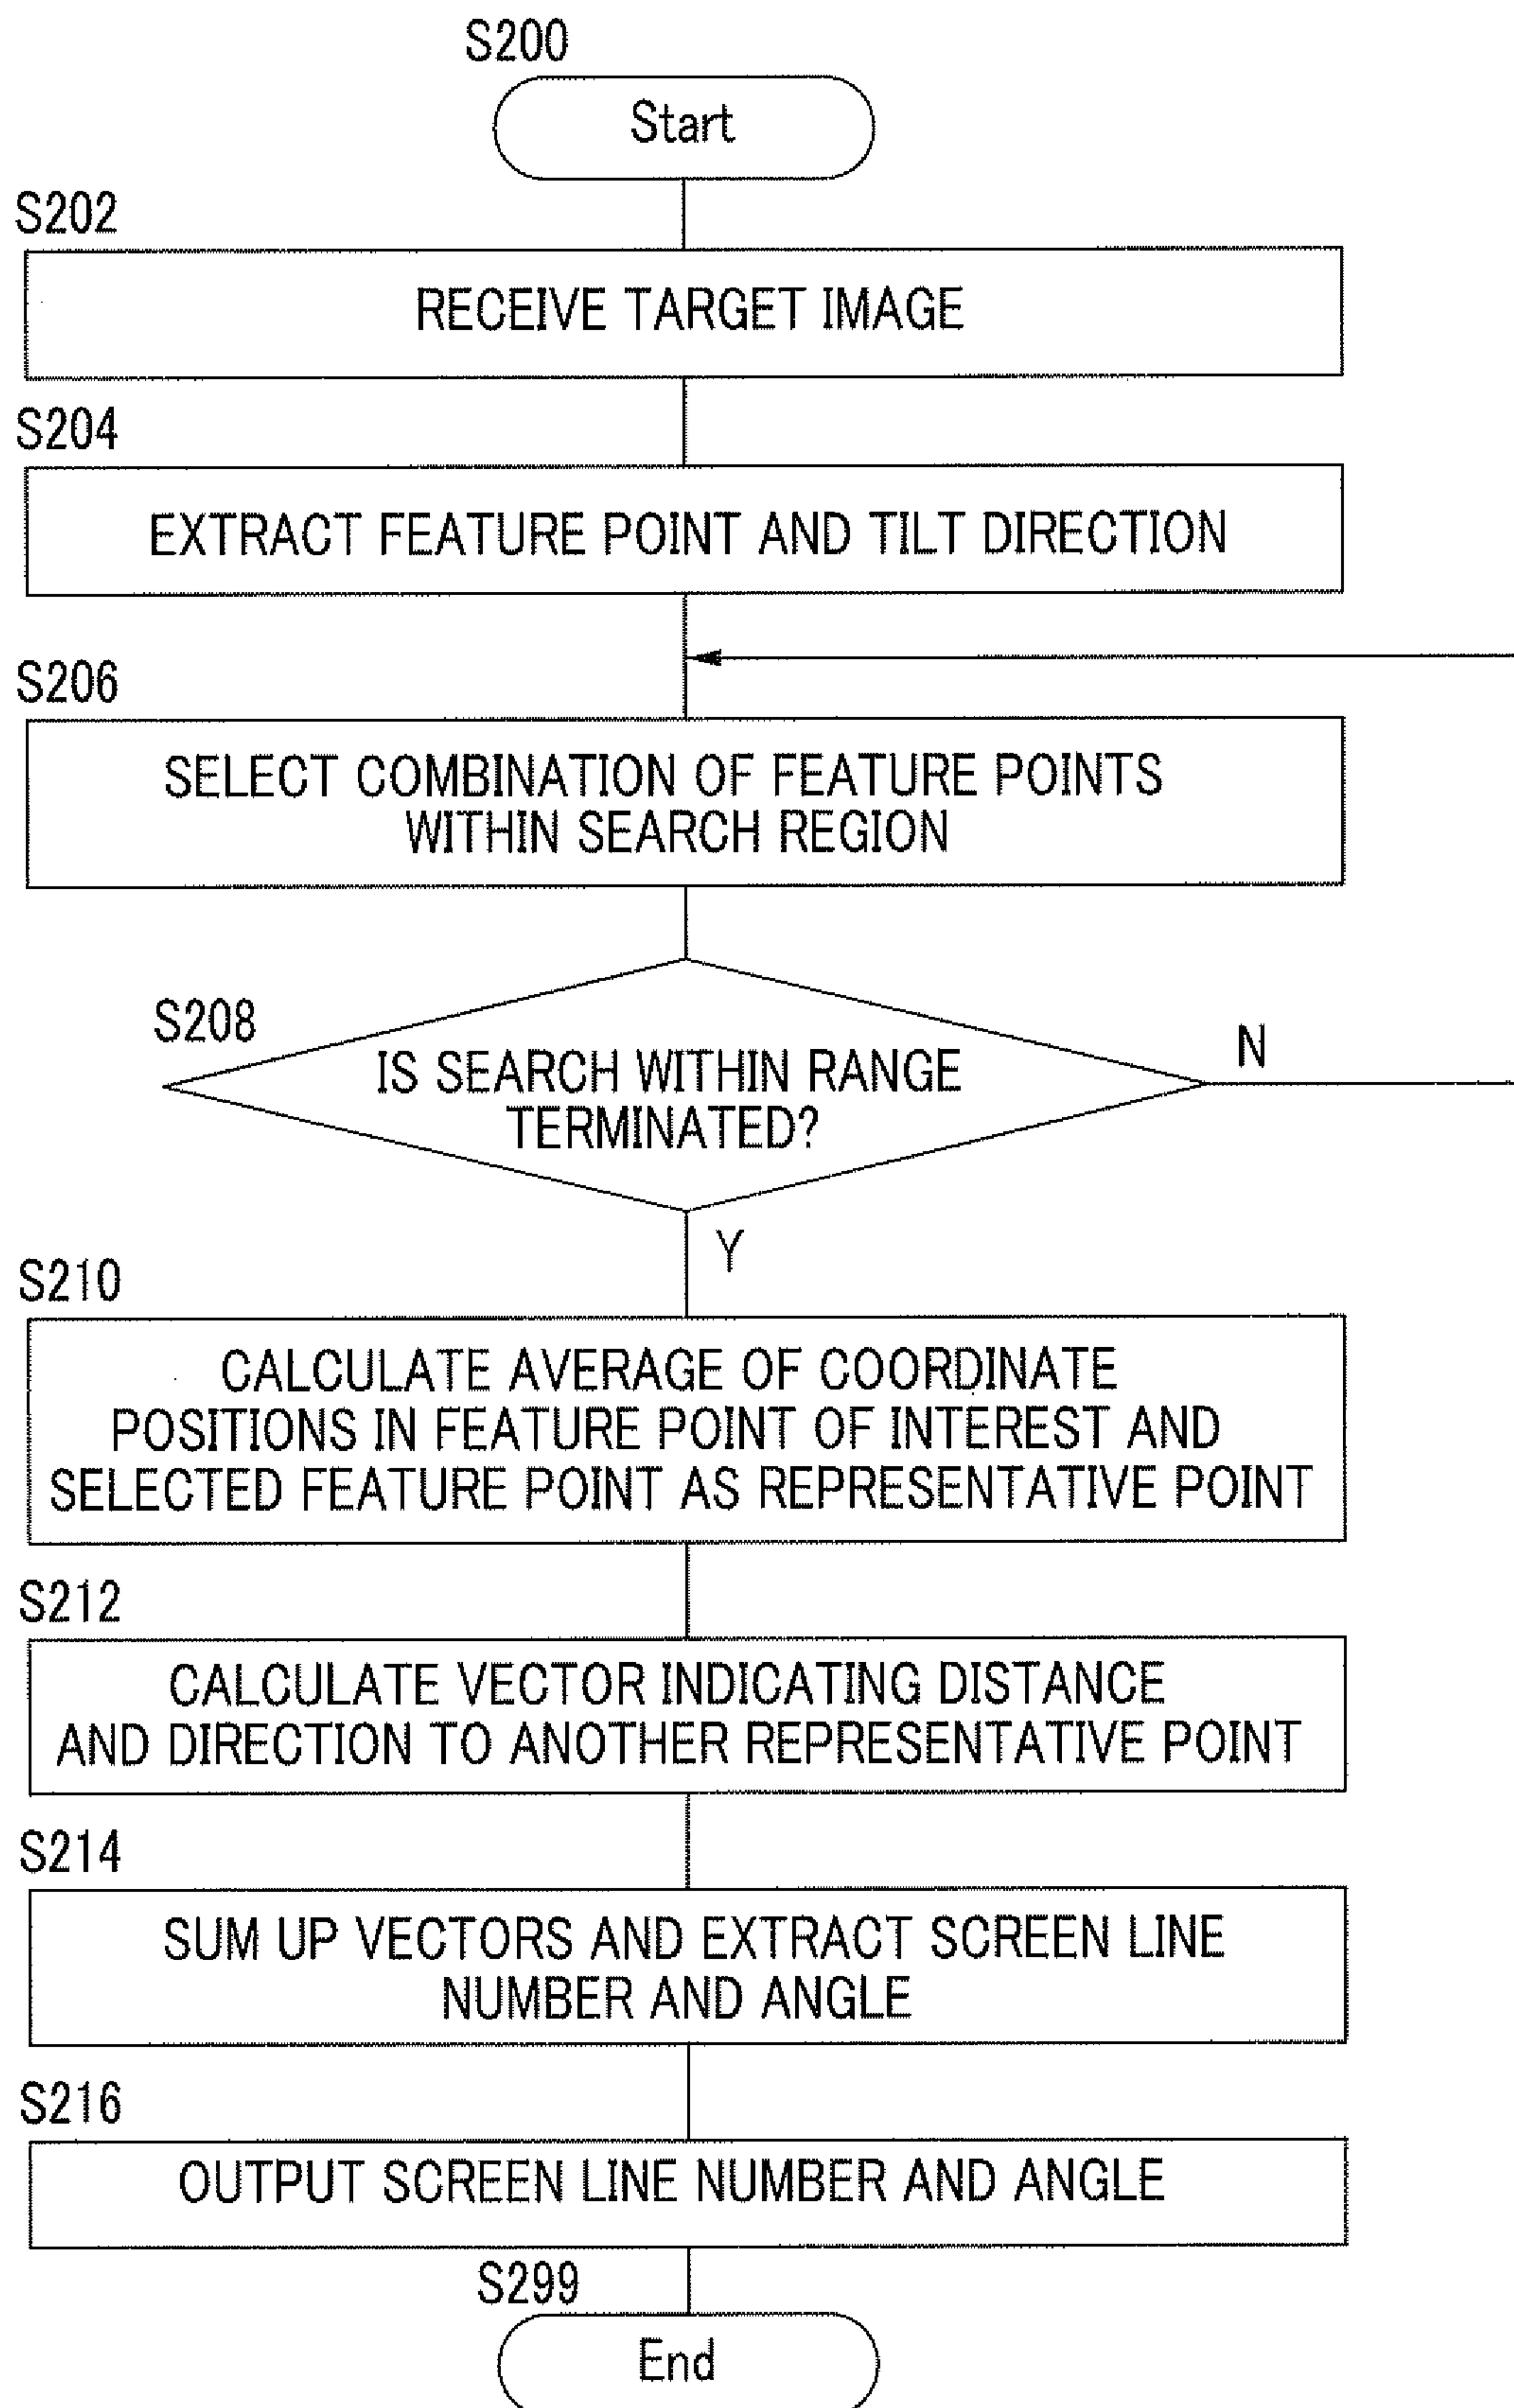 S200
Start
S202
RECEIVE TARGET IMAGE
S204
EXTRACT FEATURE POINT AND TILT DIRECTION
S206
SELECT COMBINATION OF FEATURE POINTS
WITHIN SEARCH REGION
S208
IS SEARCH WITHIN RANGE
TERMINATED?
N
Y
S210
CALCULATE AVERAGE OF COORDINATE
POSITIONS IN FEATURE POINT OF INTEREST AND
SELECTED FEATURE POINT AS REPRESENTATIVE POINT
S212
CALCULATE VECTOR INDICATING DISTANCE
AND DIRECTION TO ANOTHER REPRESENTATIVE POINT
S214
SUM UP VECTORS AND EXTRACT SCREEN LINE
NUMBER AND ANGLE
S216
OUTPUT SCREEN LINE NUMBER AND ANGLE
S299
End